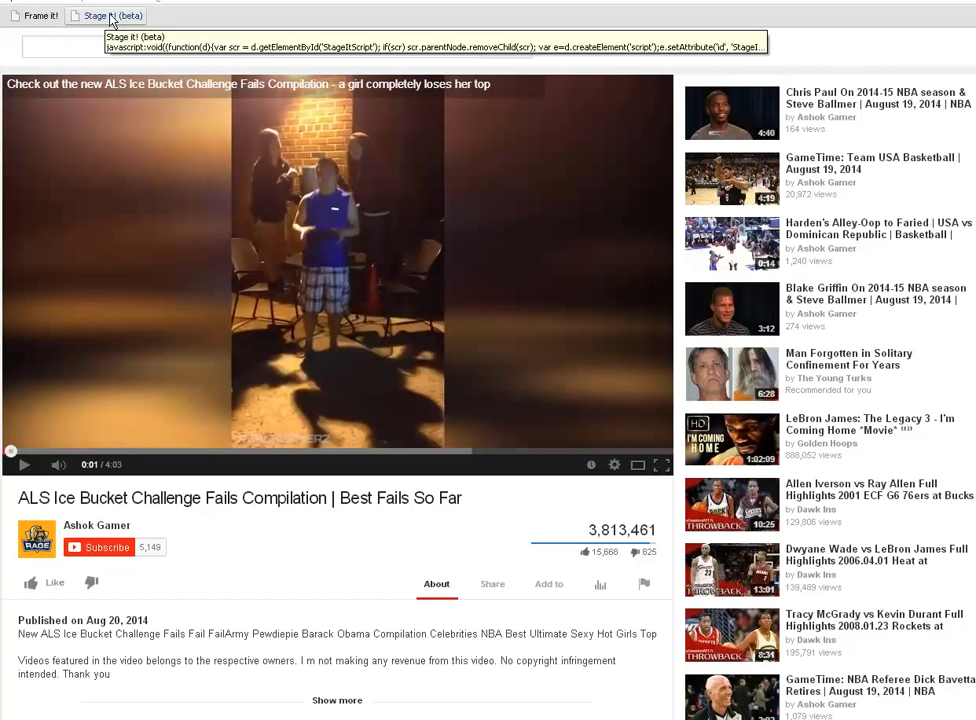 Frame it!
Stage it! (beta)
Stage it! (beta)
javascript:void((function(d){var scr = d.getElementById('StageItScript'); if(scr) scr.parentNode.removeChild(scr); var e=d.createElement('script');e.setAttribute('id', 'StageI...
Check out the new ALS Ice Bucket Challenge Fails Compilation - a girl completely loses her top
0:01 / 4:03
ALS Ice Bucket Challenge Fails Compilation | Best Fails So Far
RAGE
Ashok Gamer
Subscribe
5,149
3,813,461
15,668
825
Like
About
Share
Add to
Published on Aug 20, 2014
New ALS Ice Bucket Challenge Fails Fail FailArmy Pewdiepie Barack Obama Compilation Celebrities NBA Best Ultimate Sexy Hot Girls Top
Videos featured in the video belongs to the respective owners. I m not making any revenue from this video. No copyright infringement
intended. Thank you
Show more
4:40
Chris Paul On 2014-15 NBA season &
Steve Ballmer | August 19, 2014 | NBA
by Ashok Gamer
164 views
4:19
GameTime: Team USA Basketball |
August 19, 2014
by Ashok Gamer
20,972 views
0:14
Harden's Alley-Oop to Faried | USA vs
Dominican Republic | Basketball |
by Ashok Gamer
1,240 views
3:12
Blake Griffin On 2014-15 NBA season
& Steve Ballmer | August 19, 2014 |
by Ashok Gamer
274 views
6:28
Man Forgotten in Solitary
Confinement For Years
by The Young Turks
Recommended for you
HD
I'M COMING
HOME
1:02:09
LeBron James: The Legacy 3 - I'm
Coming Home *Movie* ᴴᴰ
by Golden Hoops
888,052 views
THROWBACK
10:25
Allen Iverson vs Ray Allen Full
Highlights 2001 ECF G6 76ers at Bucks
by Dawk Ins
129,806 views
THROWBACK
13:01
Dwyane Wade vs LeBron James Full
Highlights 2006.04.01 Heat at
by Dawk Ins
139,489 views
THROWBACK
8:34
Tracy McGrady vs Kevin Durant Full
Highlights 2008.01.23 Rockets at
by Dawk Ins
195,791 views
GameTime: NBA Referee Dick Bavetta
Retires | August 19, 2014 | NBA
by Ashok Gamer
1,079 views